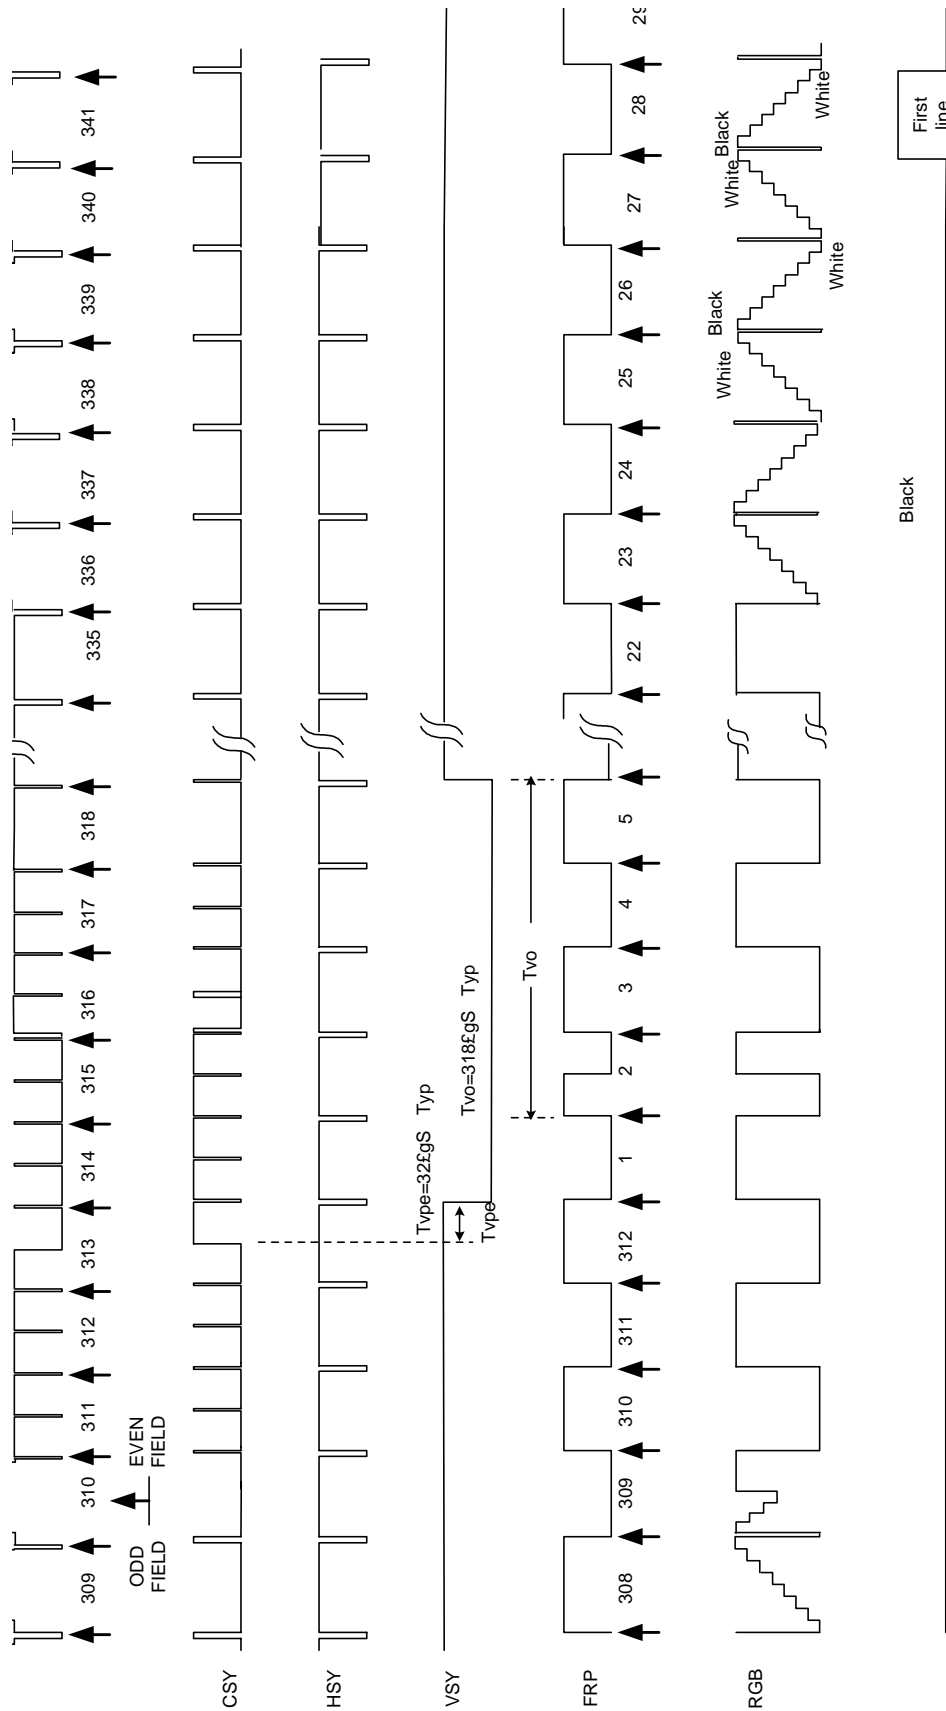 309
310
311
312
313
314
315
316
317
318
335
336
337
338
339
340
341
ODD
FIELD
EVEN
FIELD
CSY
HSY
VSY
Tvpe=32£gS Typ
Tvo=318£gS Typ
Tvpe
Tvo
FRP
308
309
310
311
312
1
2
3
4
5
22
23
24
25
26
27
28
29
RGB
White
Black
White
White
Black
White
Black
First
line